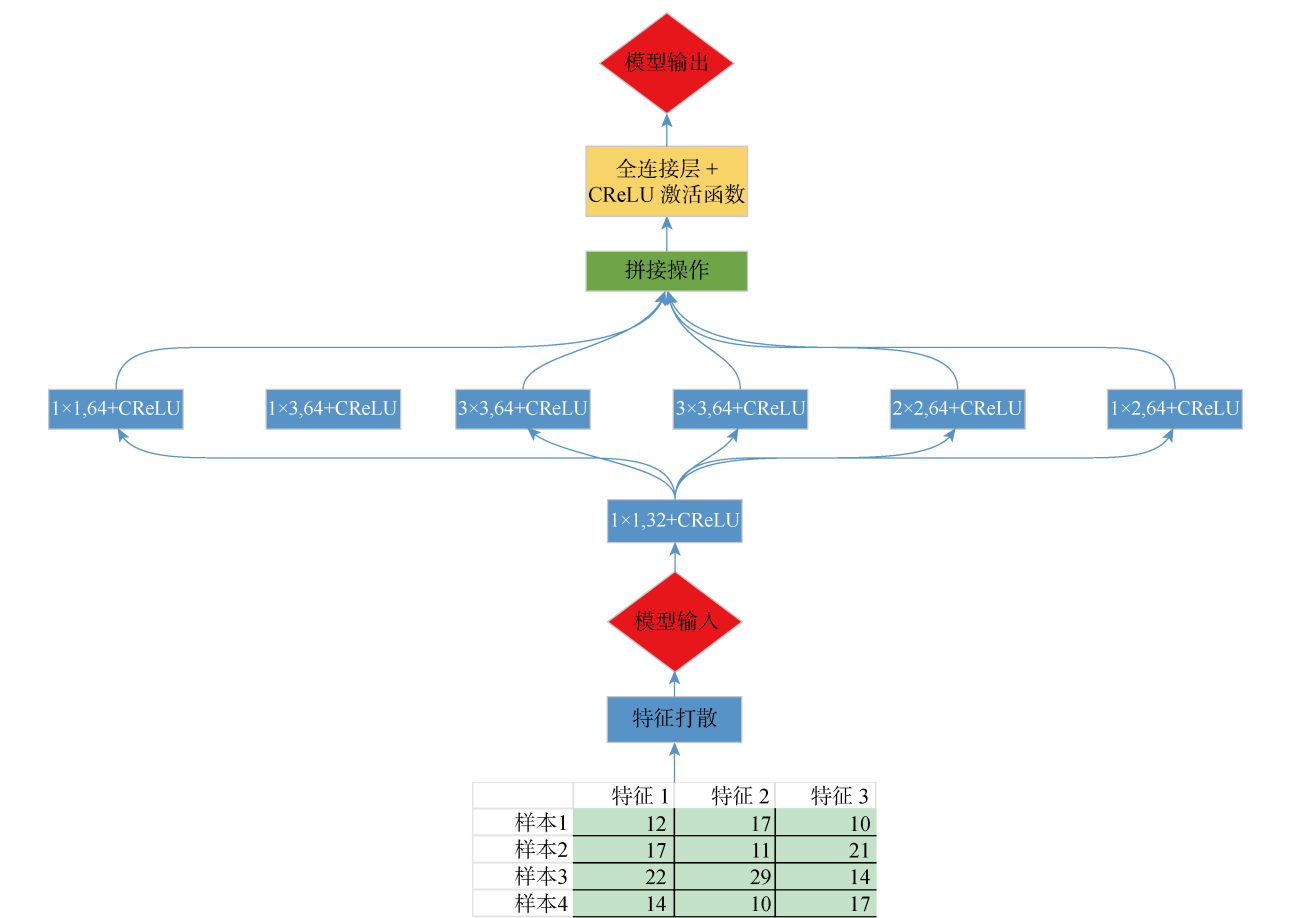 模型输出
全连接层 +
CReLU 激活函数
拼接操作
1×1,64+CReLU
1×3,64+CReLU
3×3,64+CReLU
3×3,64+CReLU
2×2,64+CReLU
1×2,64+CReLU
1×1,32+CReLU
模型输入
特征打散
特征 1 特征 2 特征 3
样本1 12 17 10
样本2 17 11 21
样本3 22 29 14
样本4 14 10 17